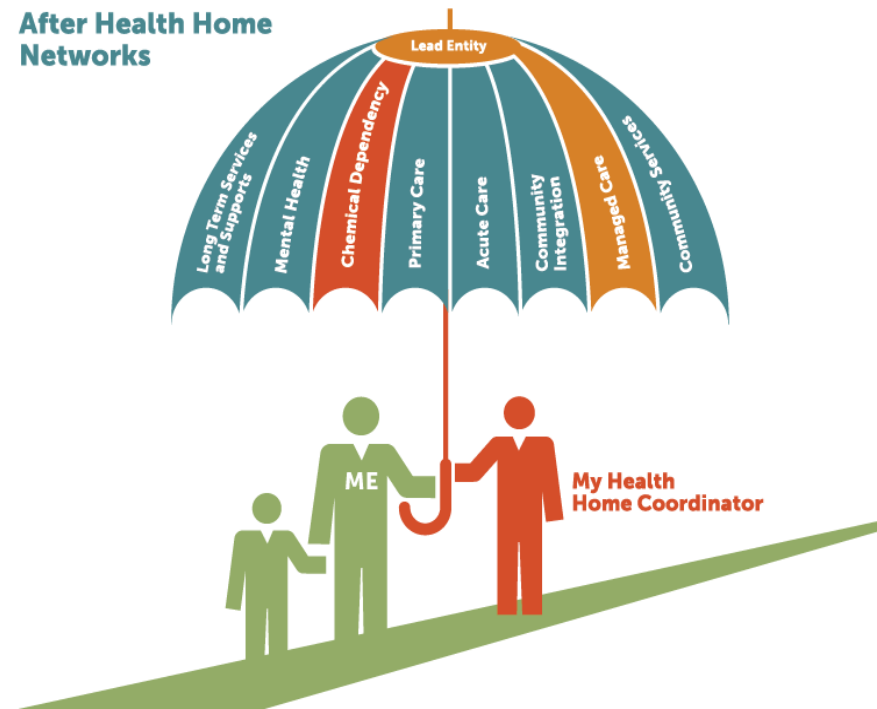 After Health Home
Networks
Lead Entity
Long Term Services
and Supports
Mental Health
Chemical Dependency
Primary Care
Acute Care
Community
Integration
Managed Care
Community Services
ME
My Health
Home Coordinator